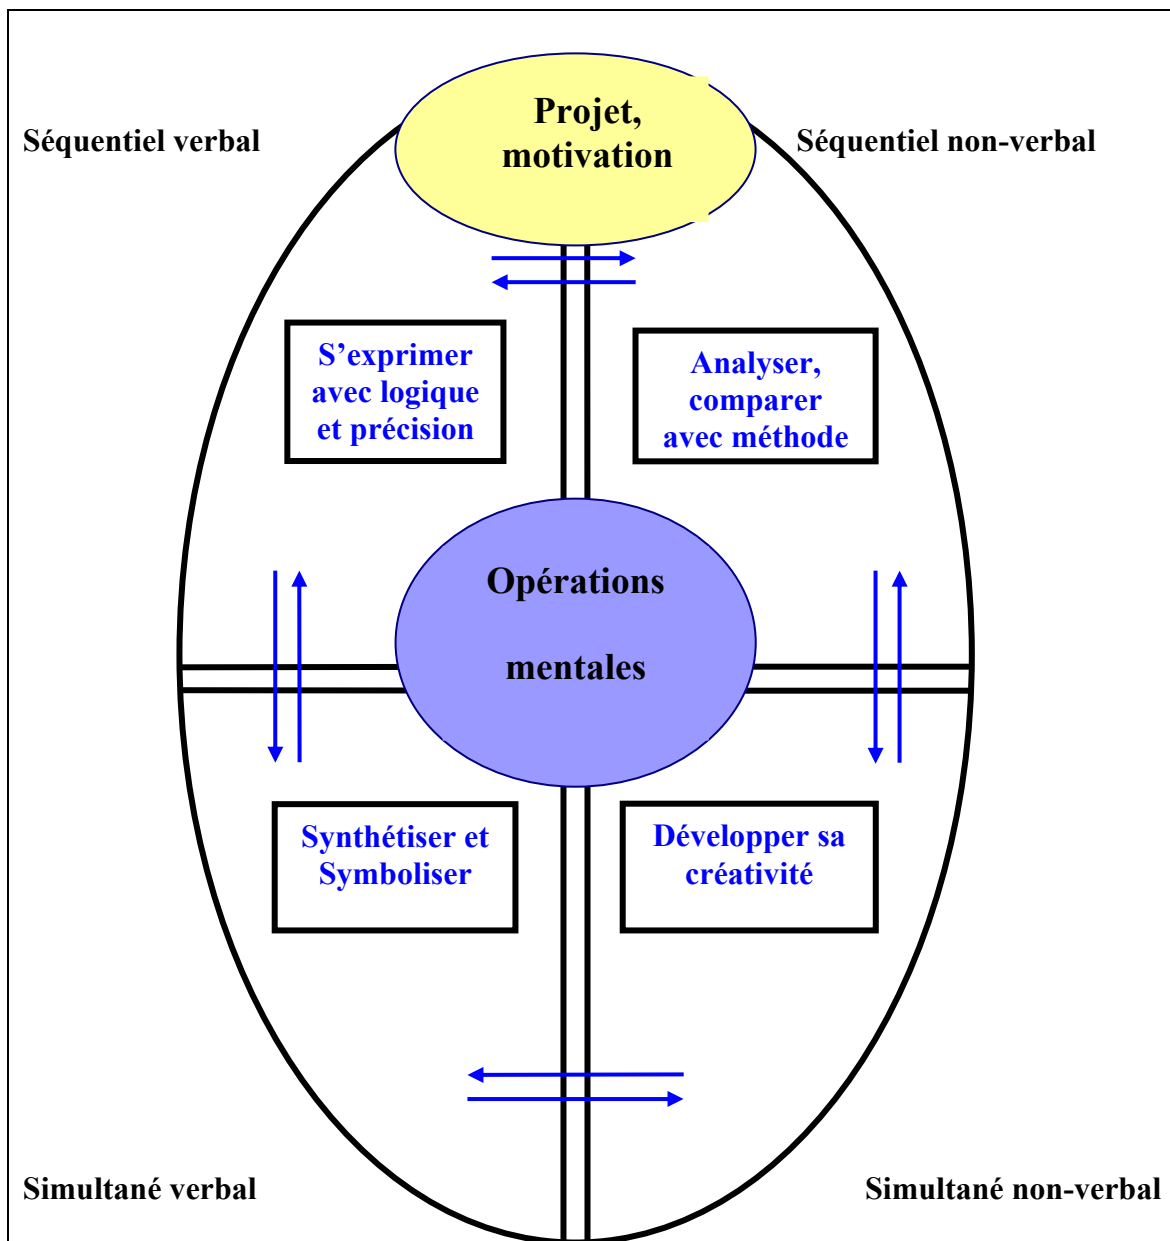 Projet,
motivation
Séquentiel verbal
Séquentiel non-verbal
S’exprimer
avec logique
et précision
Analyser,
comparer
avec méthode
Opérations
mentales
Synthétiser et
Symboliser
Développer sa
créativité
Simultané verbal
Simultané non-verbal